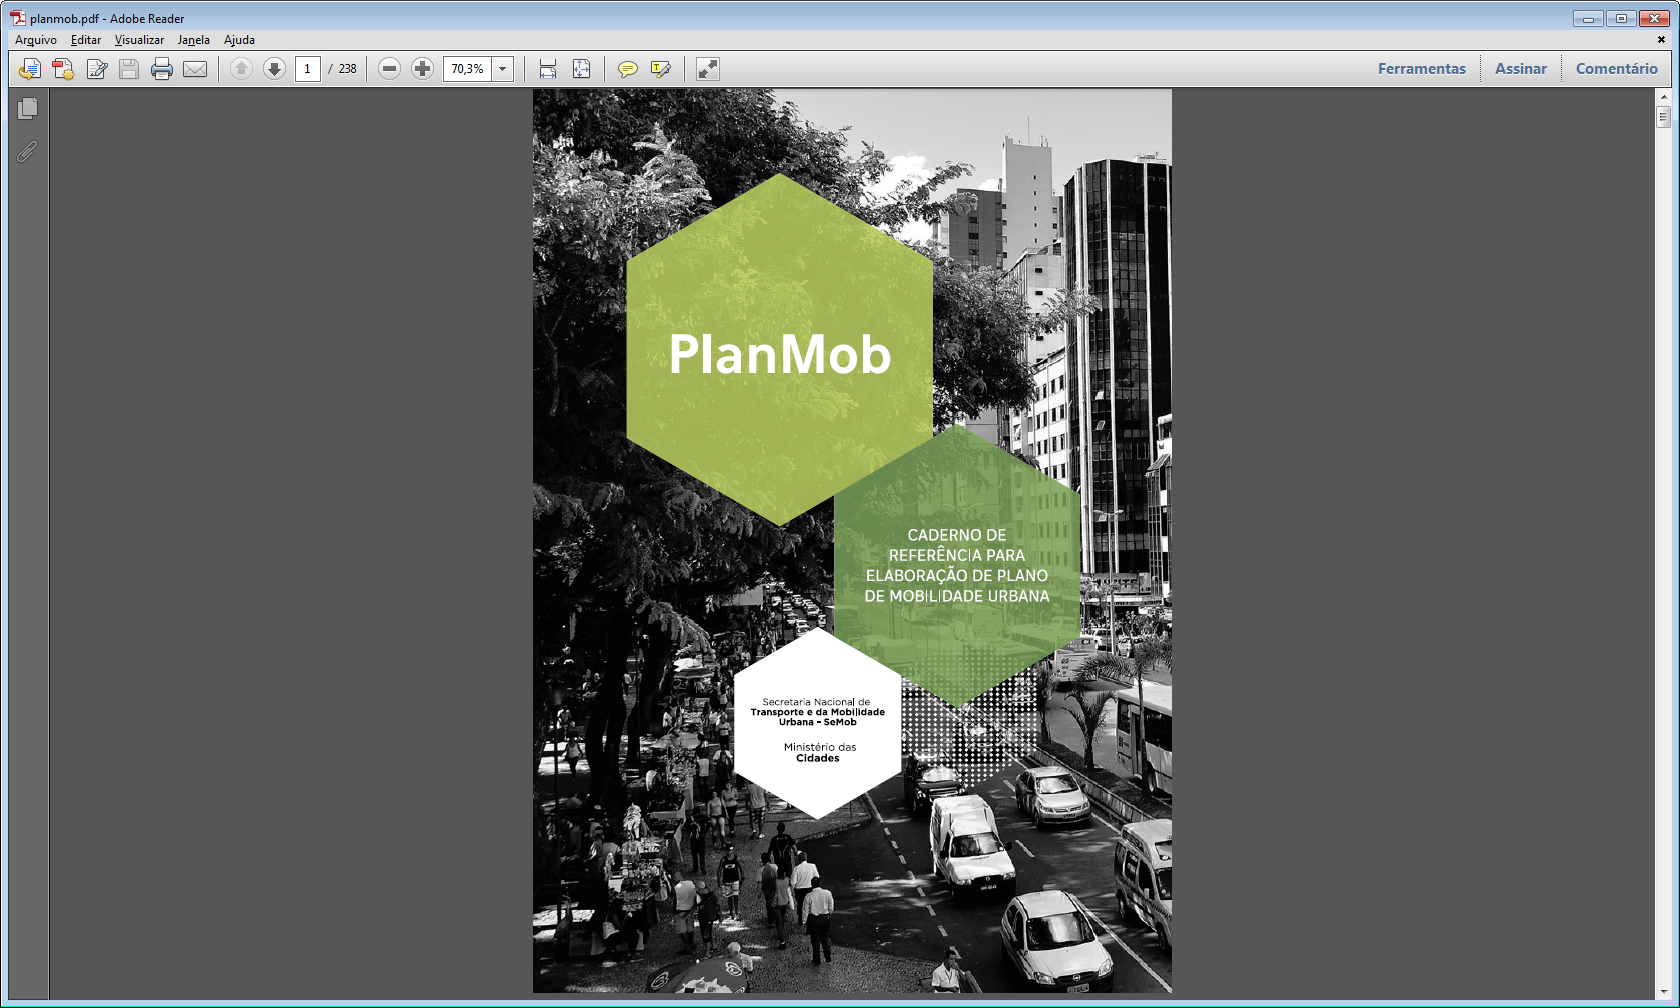 planmob.pdf - Adobe Reader
Arquivo Editar Visualizar Janela Ajuda
1 / 238 70,3% Ferramentas Assinar Comentário
PlanMob
CADERNO DE
REFERÊNCIA PARA
ELABORAÇÃO DE PLANO
DE MOBILIDADE URBANA
Secretaria Nacional de
Transporte e da Mobilidade
Urbana - SeMob
Ministério das
Cidades